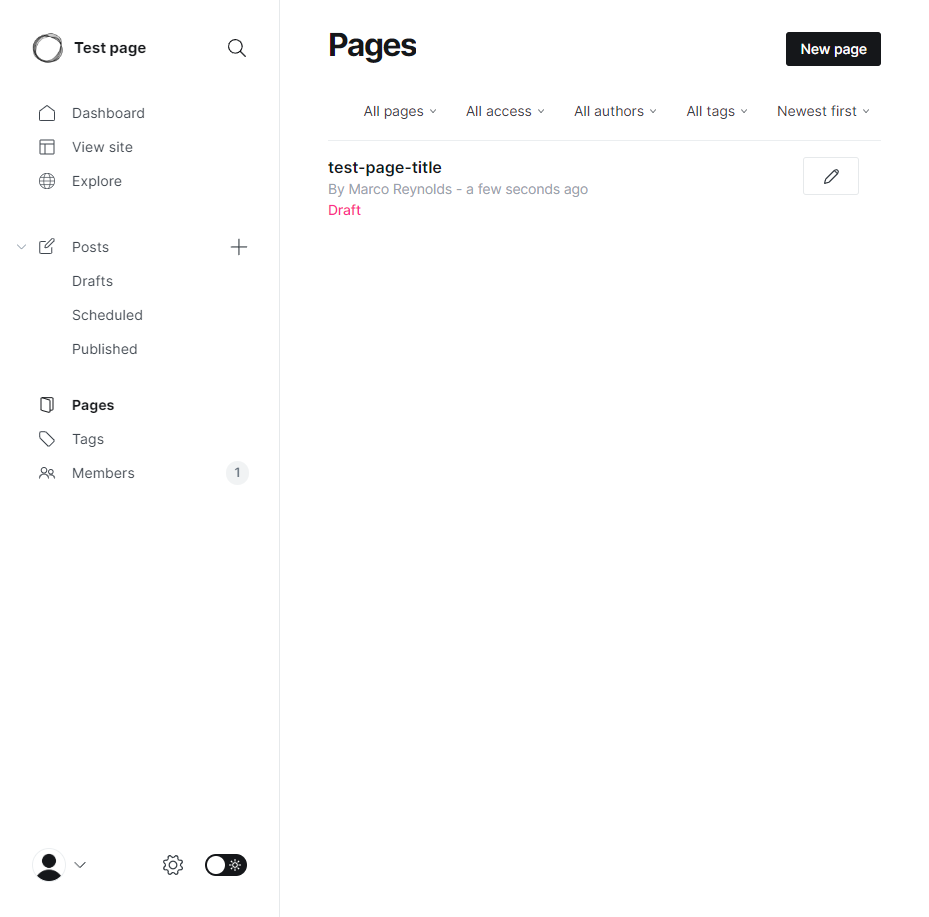 Test page
Dashboard
View site
Explore
Posts
Drafts
Scheduled
Published
Pages
Tags
Members 1
Pages
New page
All pages All access All authors All tags Newest first
test-page-title
By Marco Reynolds - a few seconds ago
Draft